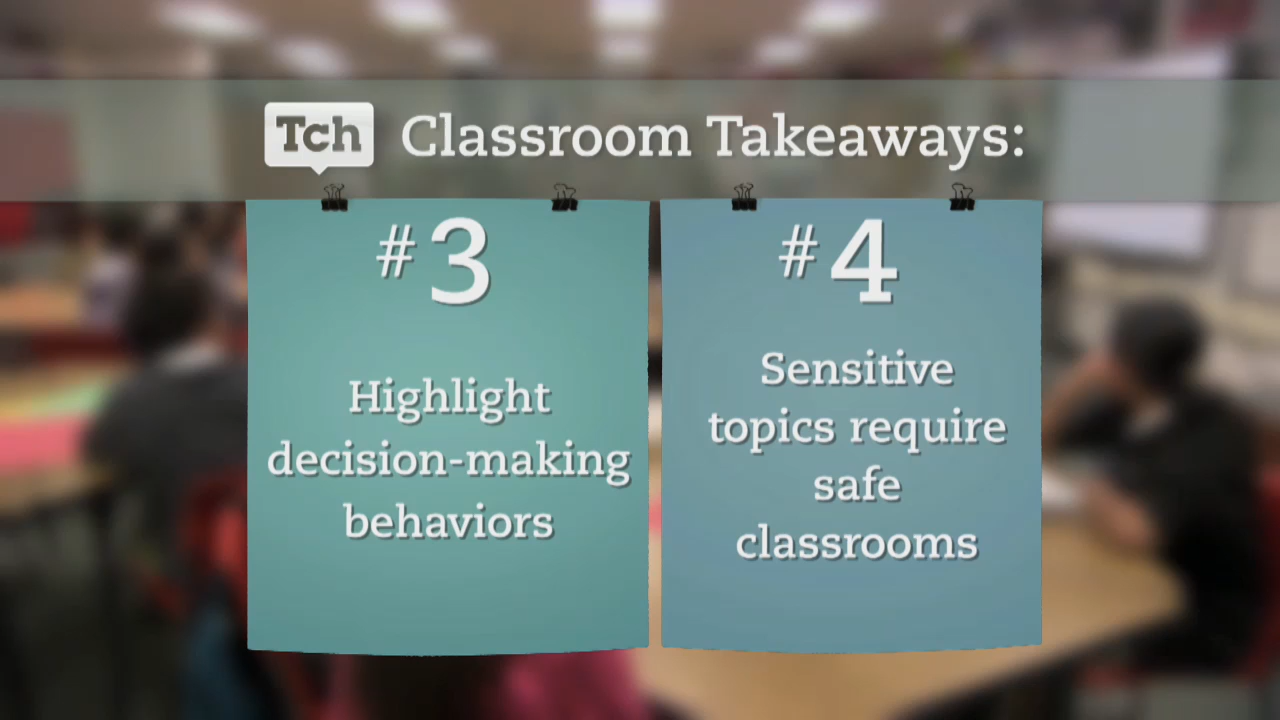 Tch Classroom Takeaways:
#3
Highlight
decision-making
behaviors
#4
Sensitive
topics require
safe
classrooms